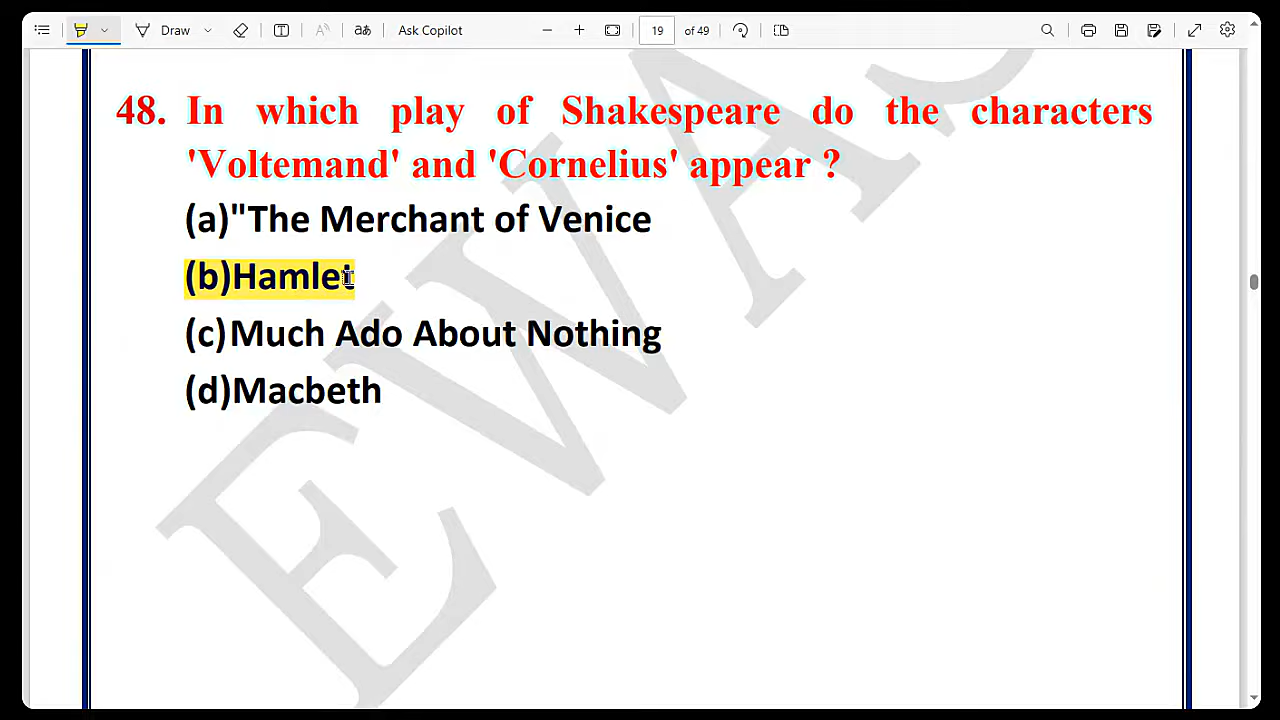 Draw
Ask Copilot
19 of 49
48. In which play of Shakespeare do the characters
'Voltemand' and 'Cornelius' appear ?
(a)"The Merchant of Venice
(b)Hamlet
(c)Much Ado About Nothing
(d)Macbeth